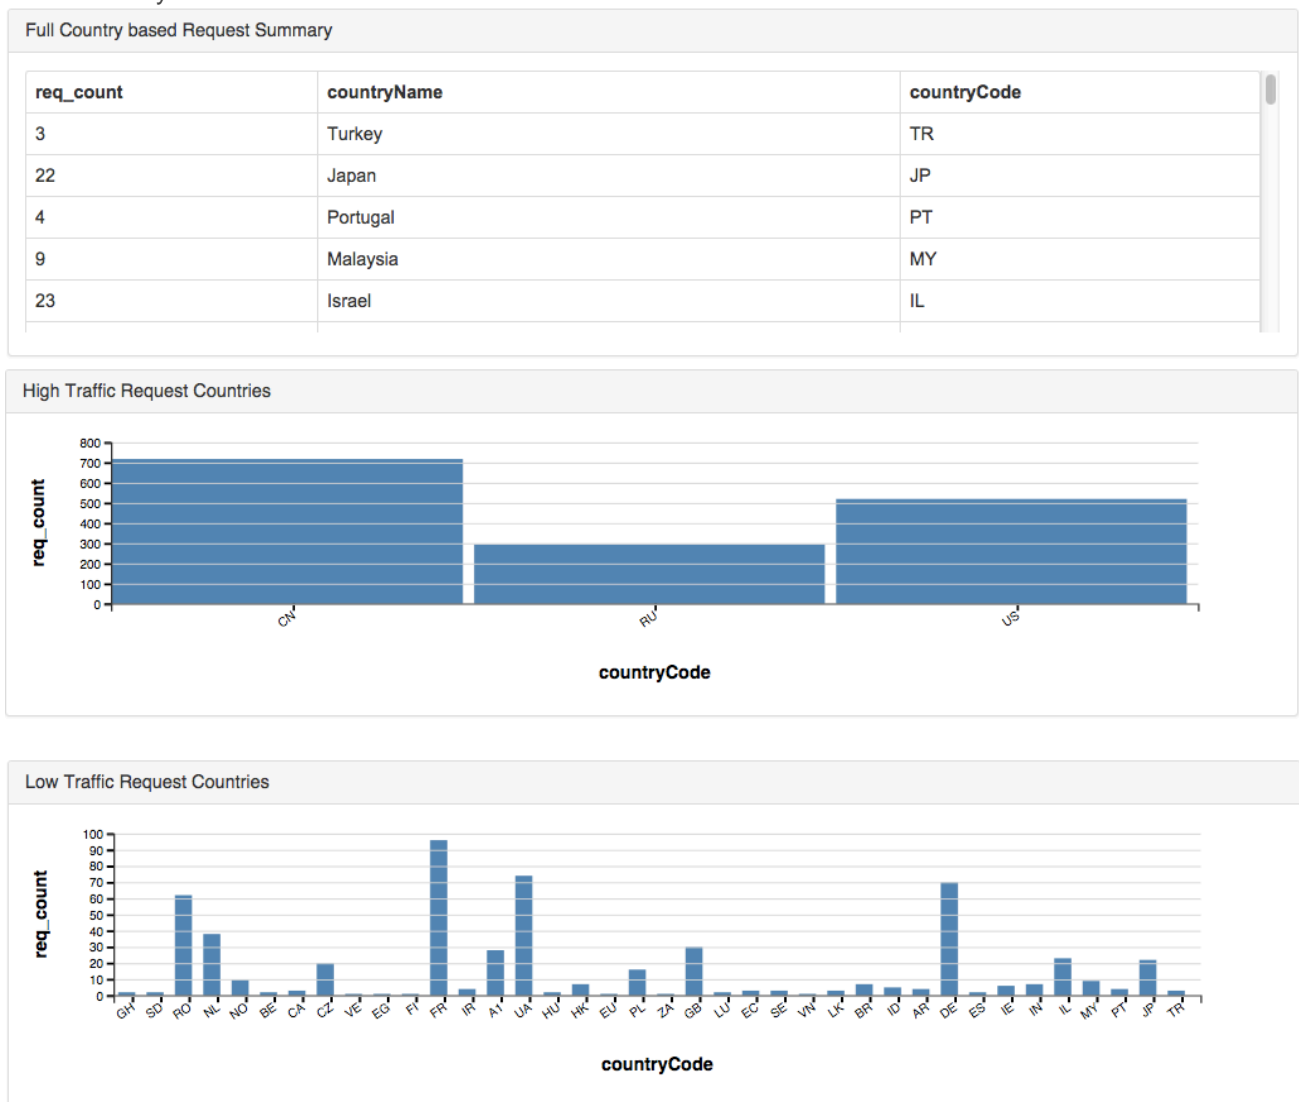 Full Country based Request Summary
req_count countryName countryCode
3 Turkey TR
22 Japan JP
4 Portugal PT
9 Malaysia MY
23 Israel IL
High Traffic Request Countries
800
700
600
500
400
300
200
100
0
req_count
CN RU US
countryCode
Low Traffic Request Countries
100
90
80
70
60
50
40
30
20
10
0
req_count
GH SD RO NL NO BE CA CZ VE EG FI FR IR A1 UA HU HK EU PL ZA GB LU EC SE VN LK BR ID AR DE ES IE IN IL MY PT JP TR
countryCode